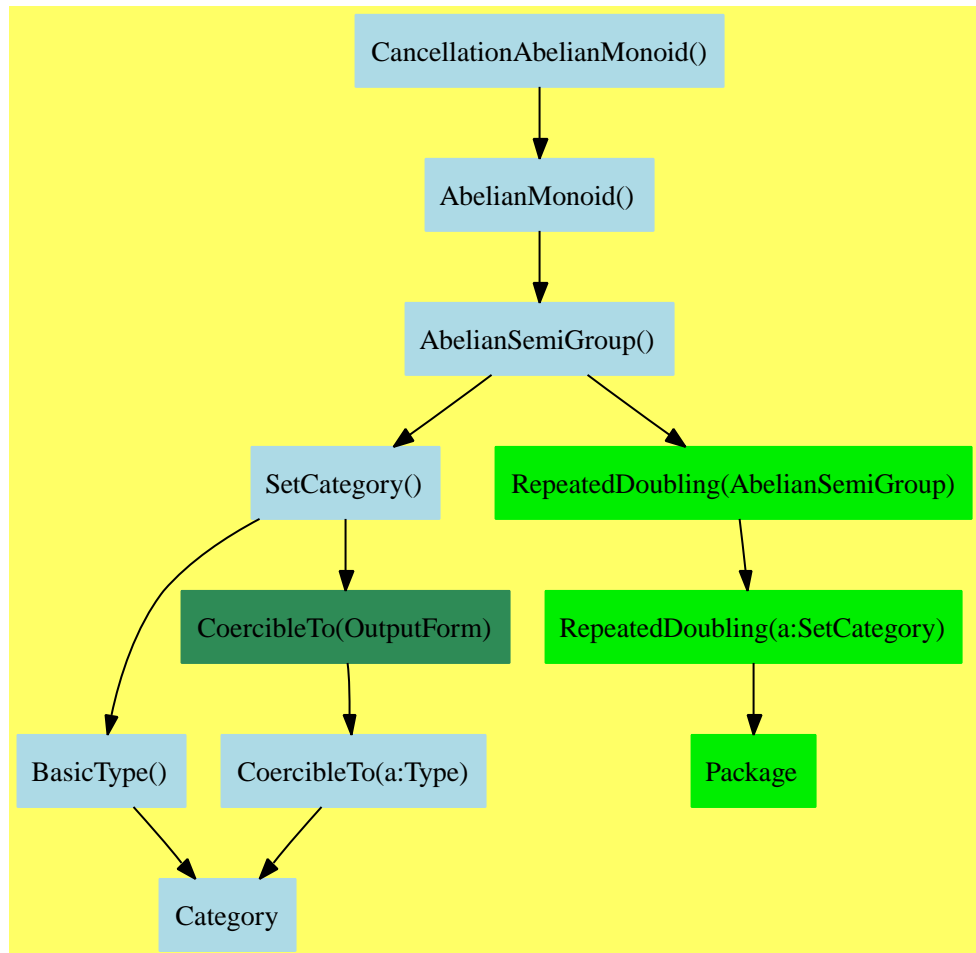 CancellationAbelianMonoid()
AbelianMonoid()
AbelianSemiGroup()
SetCategory()
RepeatedDoubling(AbelianSemiGroup)
CoercibleTo(OutputForm)
RepeatedDoubling(a:SetCategory)
BasicType()
CoercibleTo(a:Type)
Package
Category